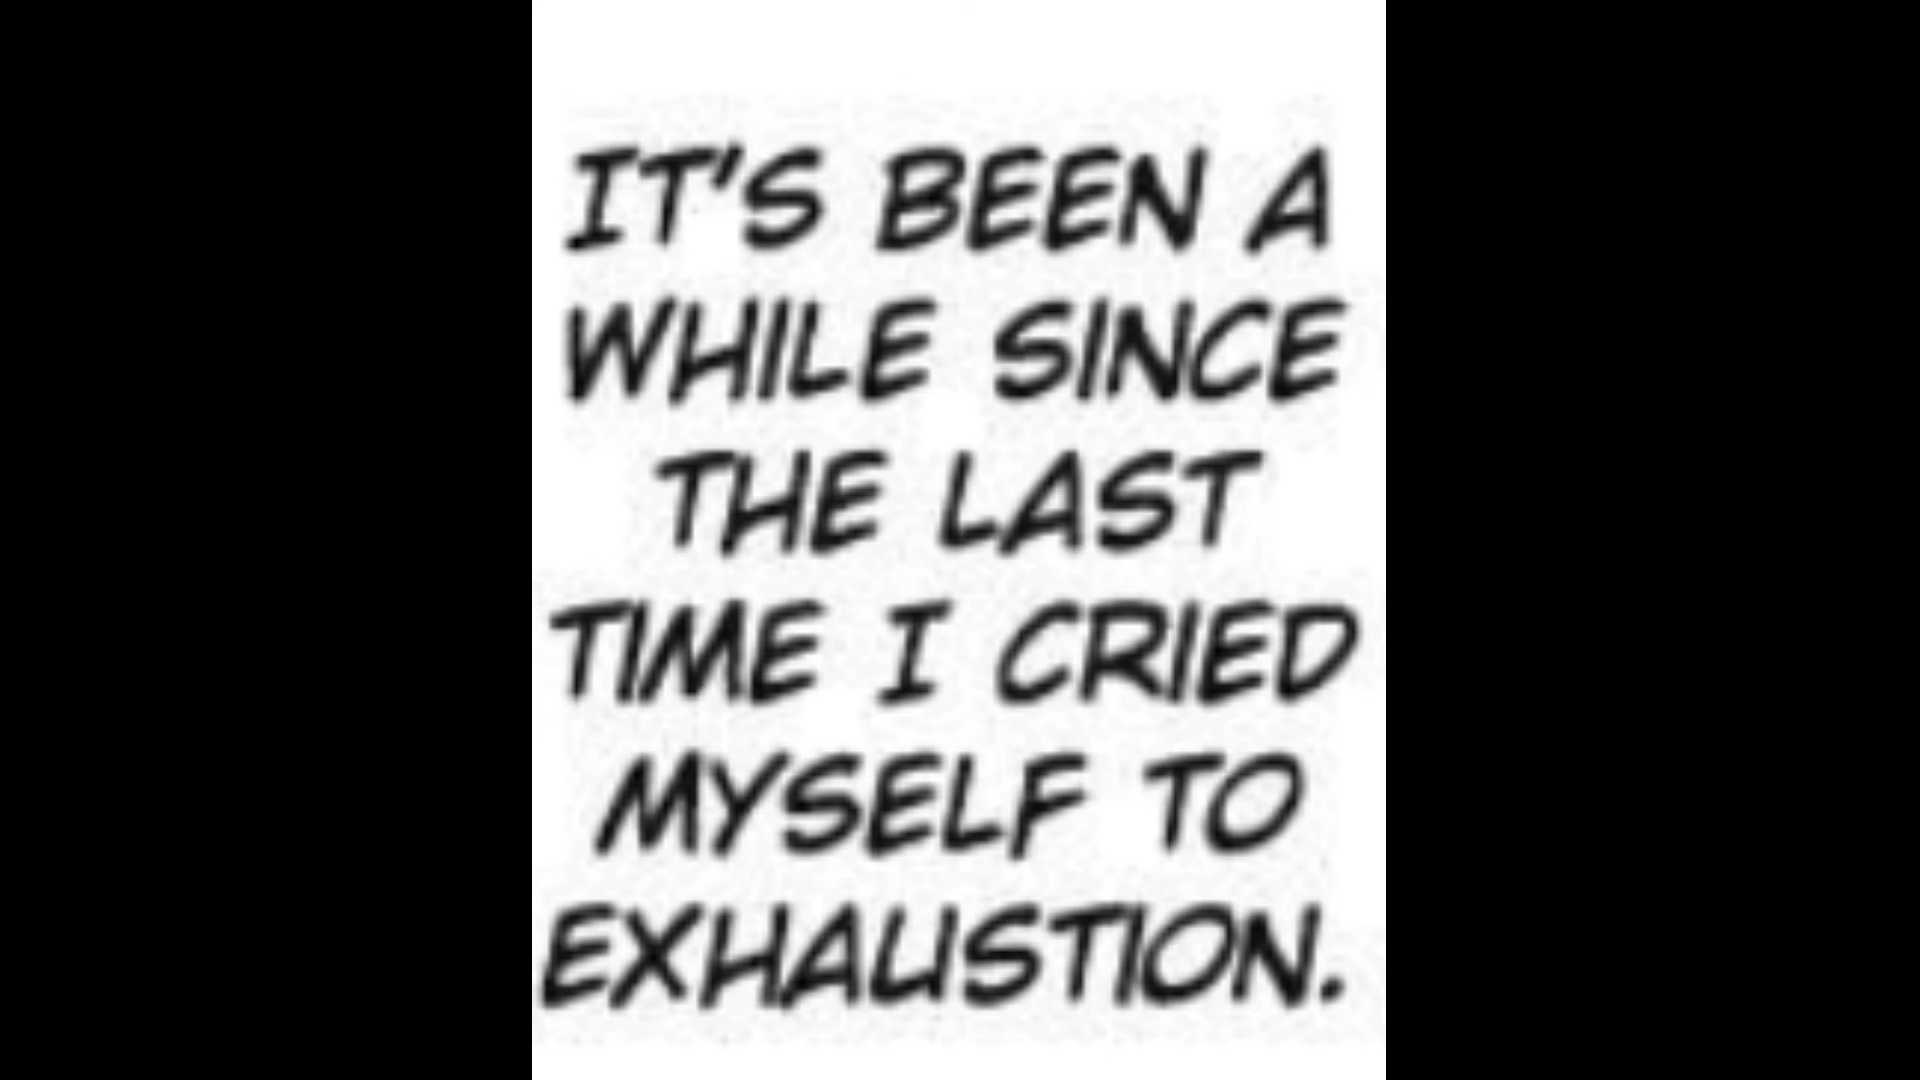 IT'S BEEN A
WHILE SINCE
THE LAST
TIME I CRIED
MYSELF TO
EXHAUSTION.